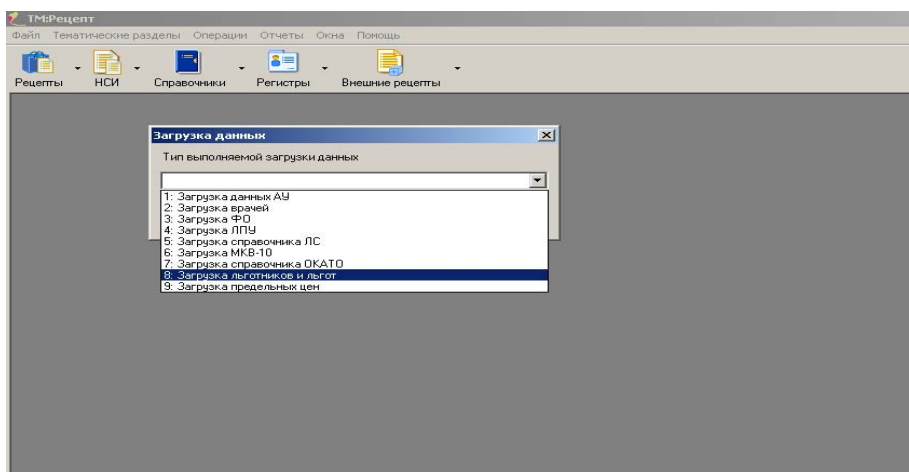 ТМ:Рецепт
Файл Тематические разделы Операции Отчеты Окна Помощь
Рецепты НСИ Справочники Регистры Внешние рецепты
Загрузка данных
Тип выполняемой загрузки данных
1: Загрузка данных АУ
2: Загрузка врачей
3: Загрузка ФО
4: Загрузка ЛПУ
5: Загрузка справочника ЛС
6: Загрузка МКВ-10
7: Загрузка справочника ОКАТО
8: Загрузка льготников и льгот
9: Загрузка предельных цен